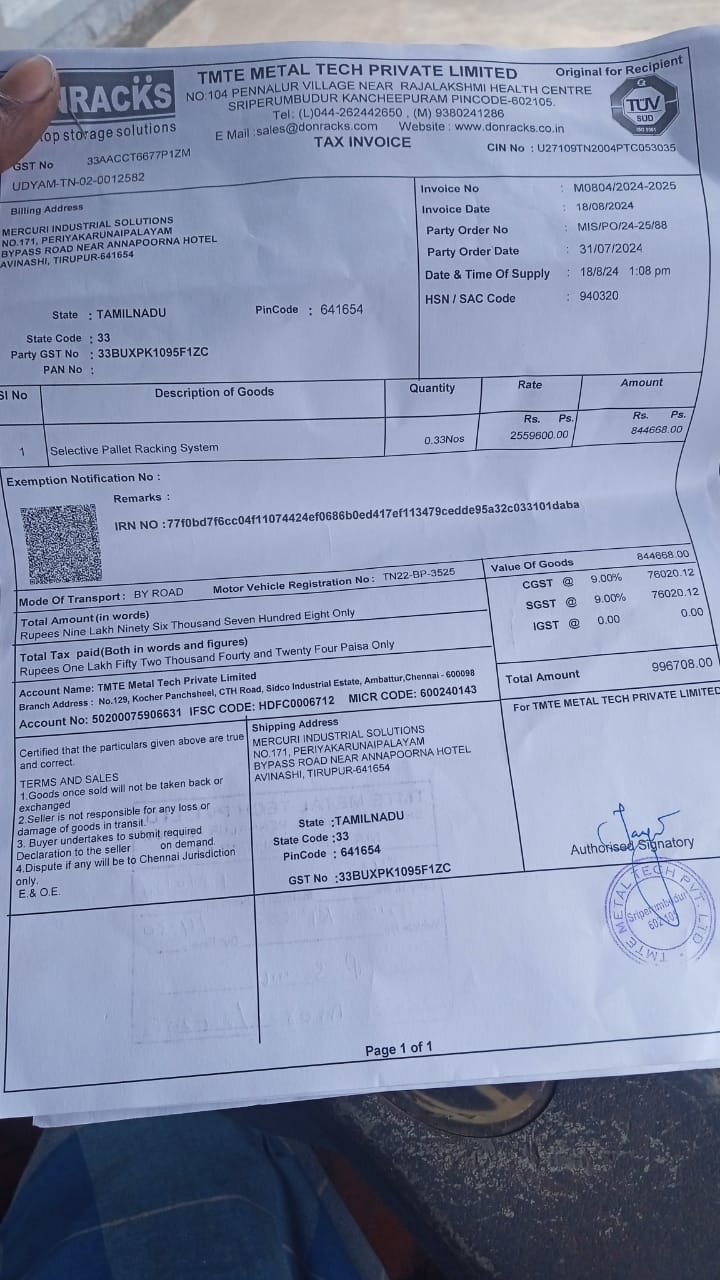 NRACKS
top storage solutions
TMTE METAL TECH PRIVATE LIMITED
Original for Recipient
NO:104 PENNALUR VILLAGE NEAR RAJALAKSHMI HEALTH CENTRE
SRIPERUMBUDUR KANCHEEPURAM PINCODE-602105.
Tel: (L)044-262442650 , (M) 9380241286
E Mail :sales@donracks.com Website : www.donracks.co.in
TÜV
SUD
GST No 33AACCT6677P1ZM
TAX INVOICE
CIN No : U27109TN2004PTC053035
UDYAM-TN-02-0012582
Billing Address
MERCURI INDUSTRIAL SOLUTIONS
NO.171, PERIYAKARUNAIPALAYAM
BYPASS ROAD NEAR ANNAPOORNA HOTEL
AVINASHI, TIRUPUR-641654
State : TAMILNADU PinCode : 641654
State Code : 33
Party GST No : 33BUXPK1095F1ZC
PAN No :
Invoice No : M0804/2024-2025
Invoice Date : 18/08/2024
Party Order No : MIS/PO/24-25/88
Party Order Date : 31/07/2024
Date & Time Of Supply : 18/8/24 1:08 pm
HSN / SAC Code : 940320
SI No Description of Goods Quantity Rate Amount
Rs. Ps. Rs. Ps.
1 Selective Pallet Racking System 0.33Nos 2559600.00 844668.00
Exemption Notification No :
Remarks :
IRN NO :77f0bd7f6cc04f11074424ef0686b0ed417ef113479cedde95a32c033101daba
Mode Of Transport : BY ROAD Motor Vehicle Registration No : TN22-BP-3525
Total Amount(in words)
Rupees Nine Lakh Ninety Six Thousand Seven Hundred Eight Only
Total Tax paid(Both in words and figures)
Rupees One Lakh Fifty Two Thousand Fourty and Twenty Four Paisa Only
Value Of Goods 844668.00
CGST @ 9.00% 76020.12
SGST @ 9.00% 76020.12
IGST @ 0.00 0.00
Total Amount 996708.00
Account Name: TMTE Metal Tech Private Limited
Branch Address : No.129, Kocher Panchsheel, CTH Road, Sidco Industrial Estate, Ambattur,Chennai - 600098
Account No: 50200075906631 IFSC CODE: HDFC0006712 MICR CODE: 600240143
Certified that the particulars given above are true
and correct.
TERMS AND SALES
1.Goods once sold will not be taken back or
exchanged
2.Seller is not responsible for any loss or
damage of goods in transit.
3. Buyer undertakes to submit required
Declaration to the seller on demand.
4.Dispute if any will be to Chennai Jurisdiction
only.
E.& O.E.
Shipping Address
MERCURI INDUSTRIAL SOLUTIONS
NO.171, PERIYAKARUNAIPALAYAM
BYPASS ROAD NEAR ANNAPOORNA HOTEL
AVINASHI, TIRUPUR-641654
State :TAMILNADU
State Code :33
PinCode : 641654
GST No :33BUXPK1095F1ZC
For TMTE METAL TECH PRIVATE LIMITED
Authorised Signatory
TMTE METAL TECH PVT. LTD.
Sriperumbudur
Page 1 of 1